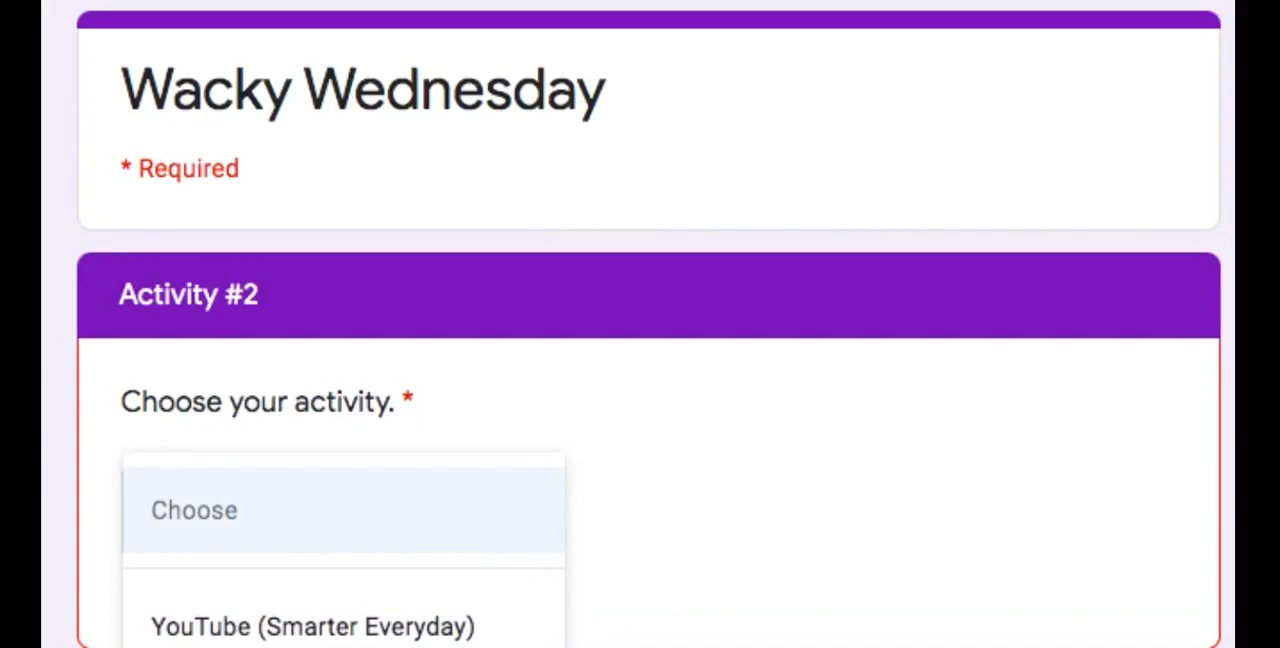 Wacky Wednesday
* Required
Activity #2
Choose your activity. *
Choose
YouTube (Smarter Everyday)